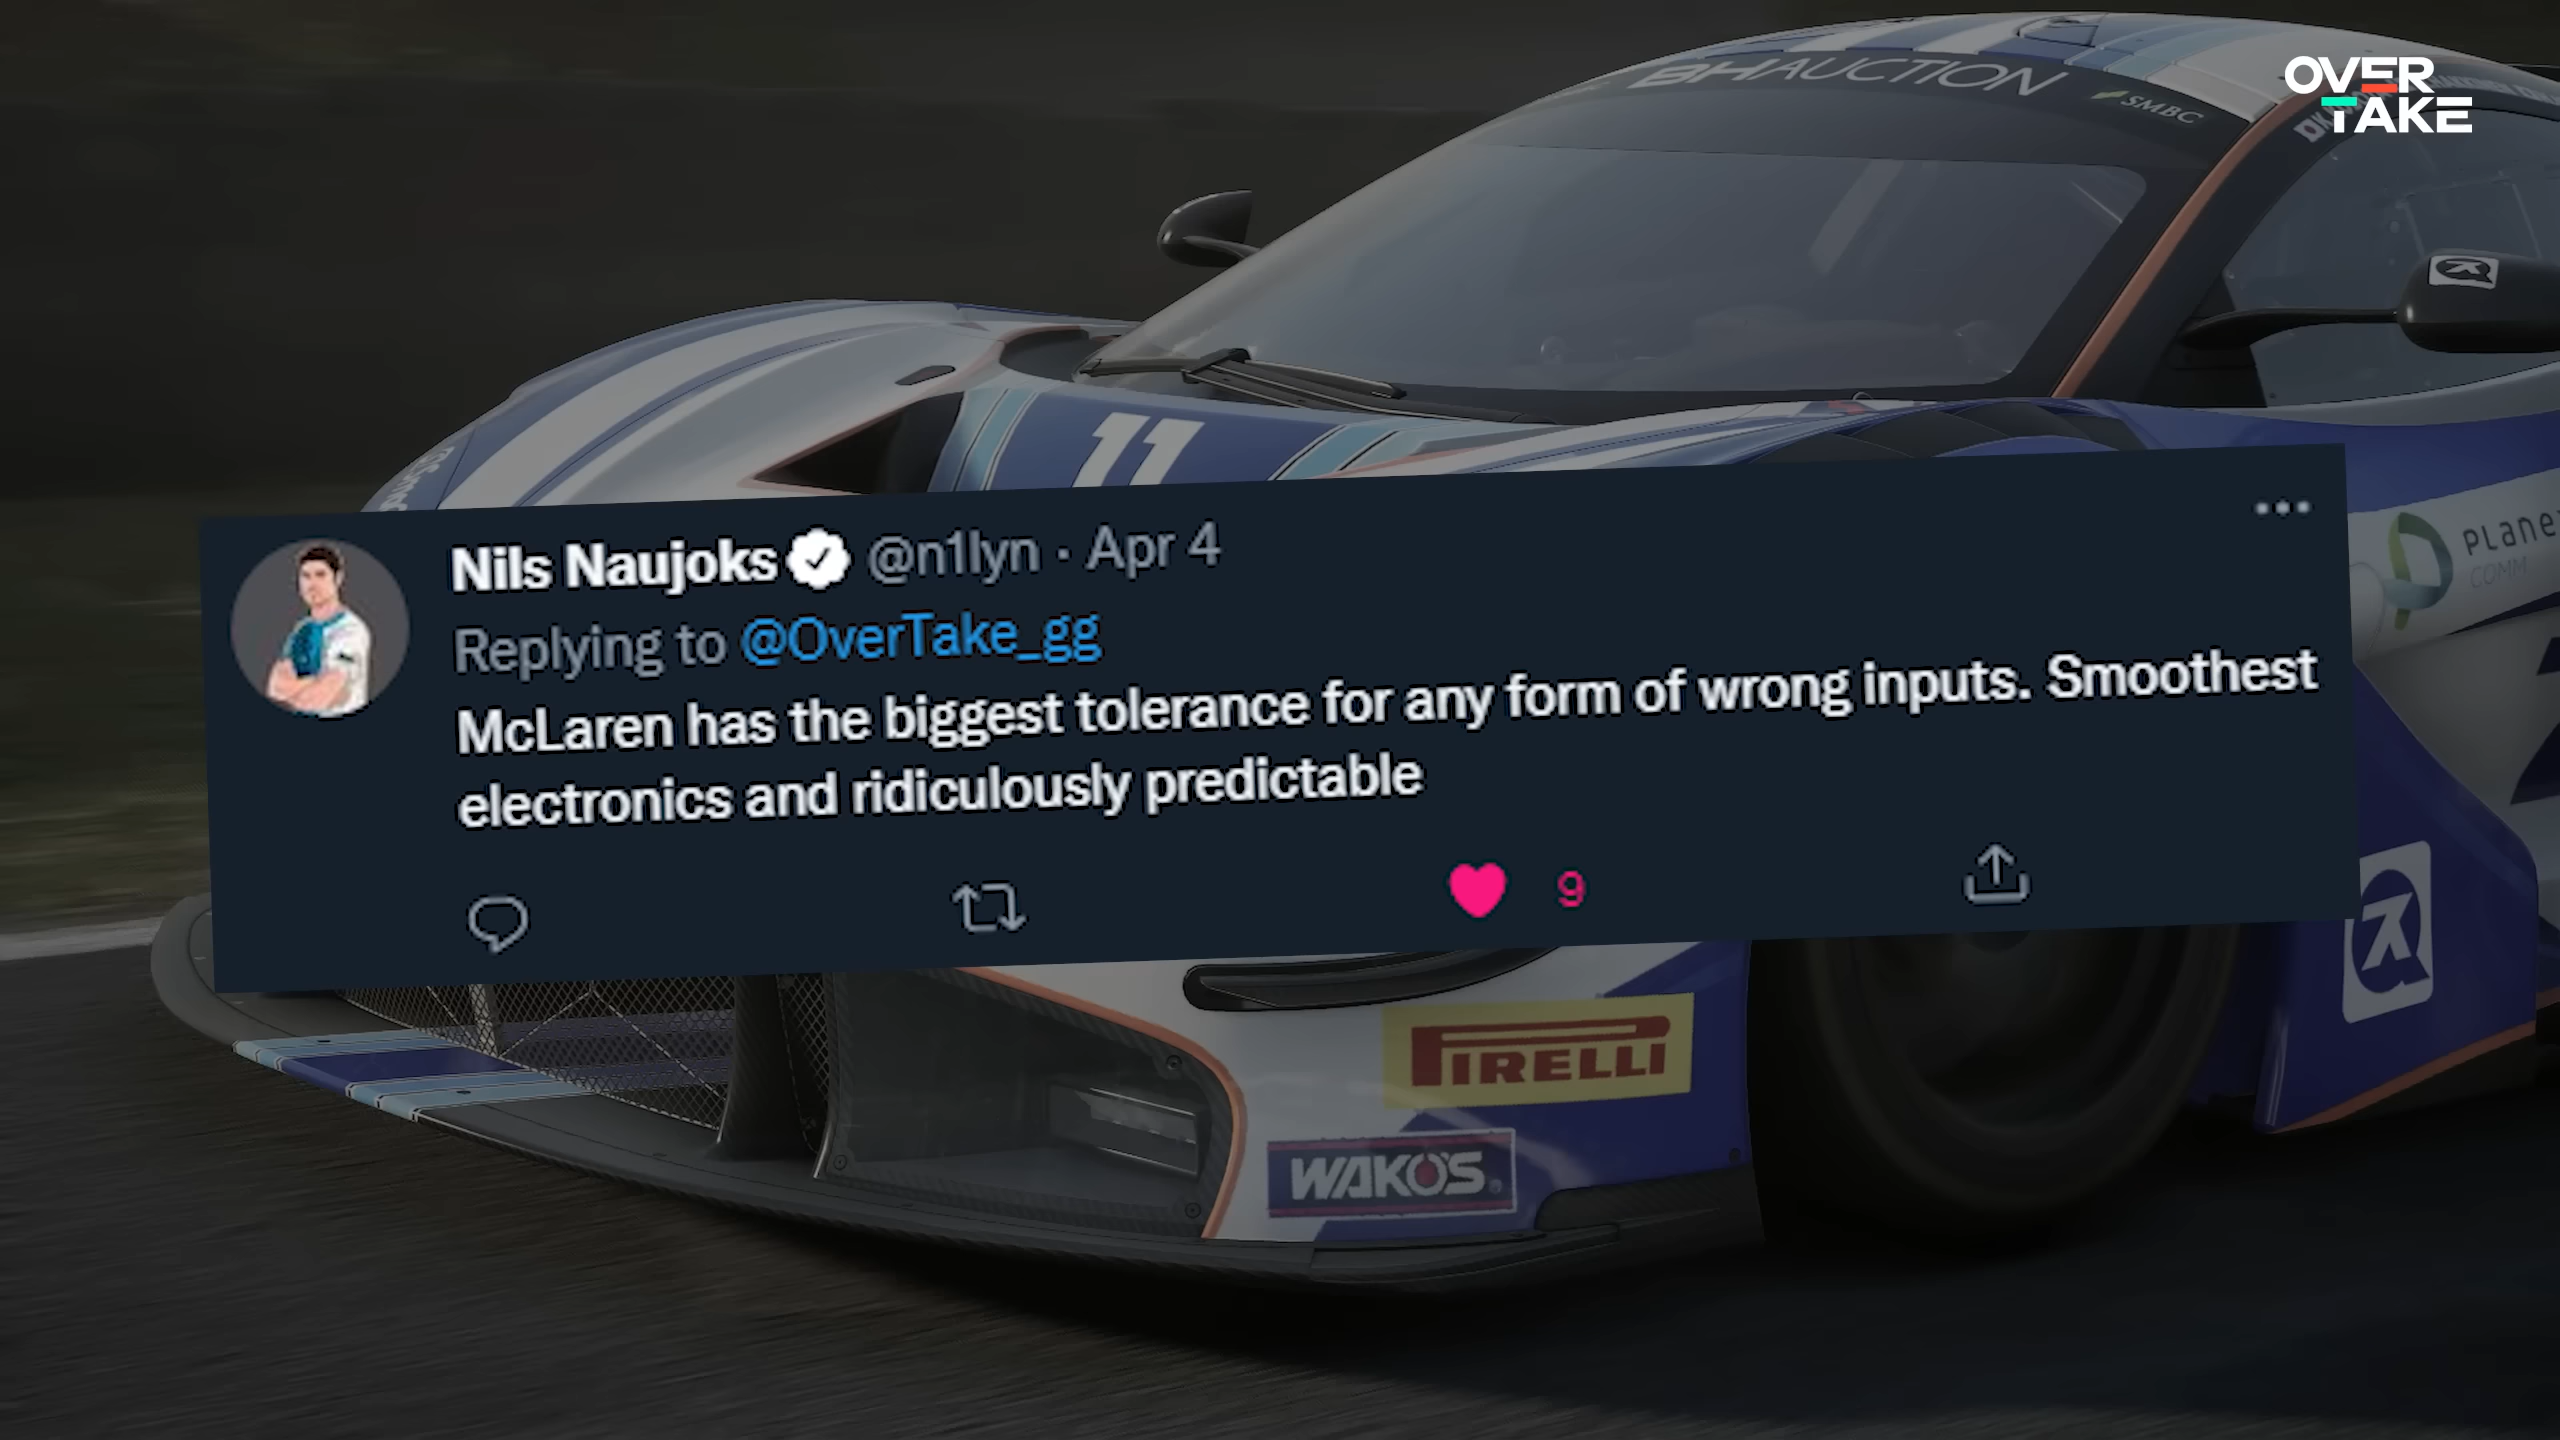 OVER
TAKE
BHAUCTION
SMBC
11
Nils Naujoks @n1lyn · Apr 4
Replying to @OverTake_gg
McLaren has the biggest tolerance for any form of wrong inputs. Smoothest
electronics and ridiculously predictable
9
COMM
PIRELLI
WAKO'S